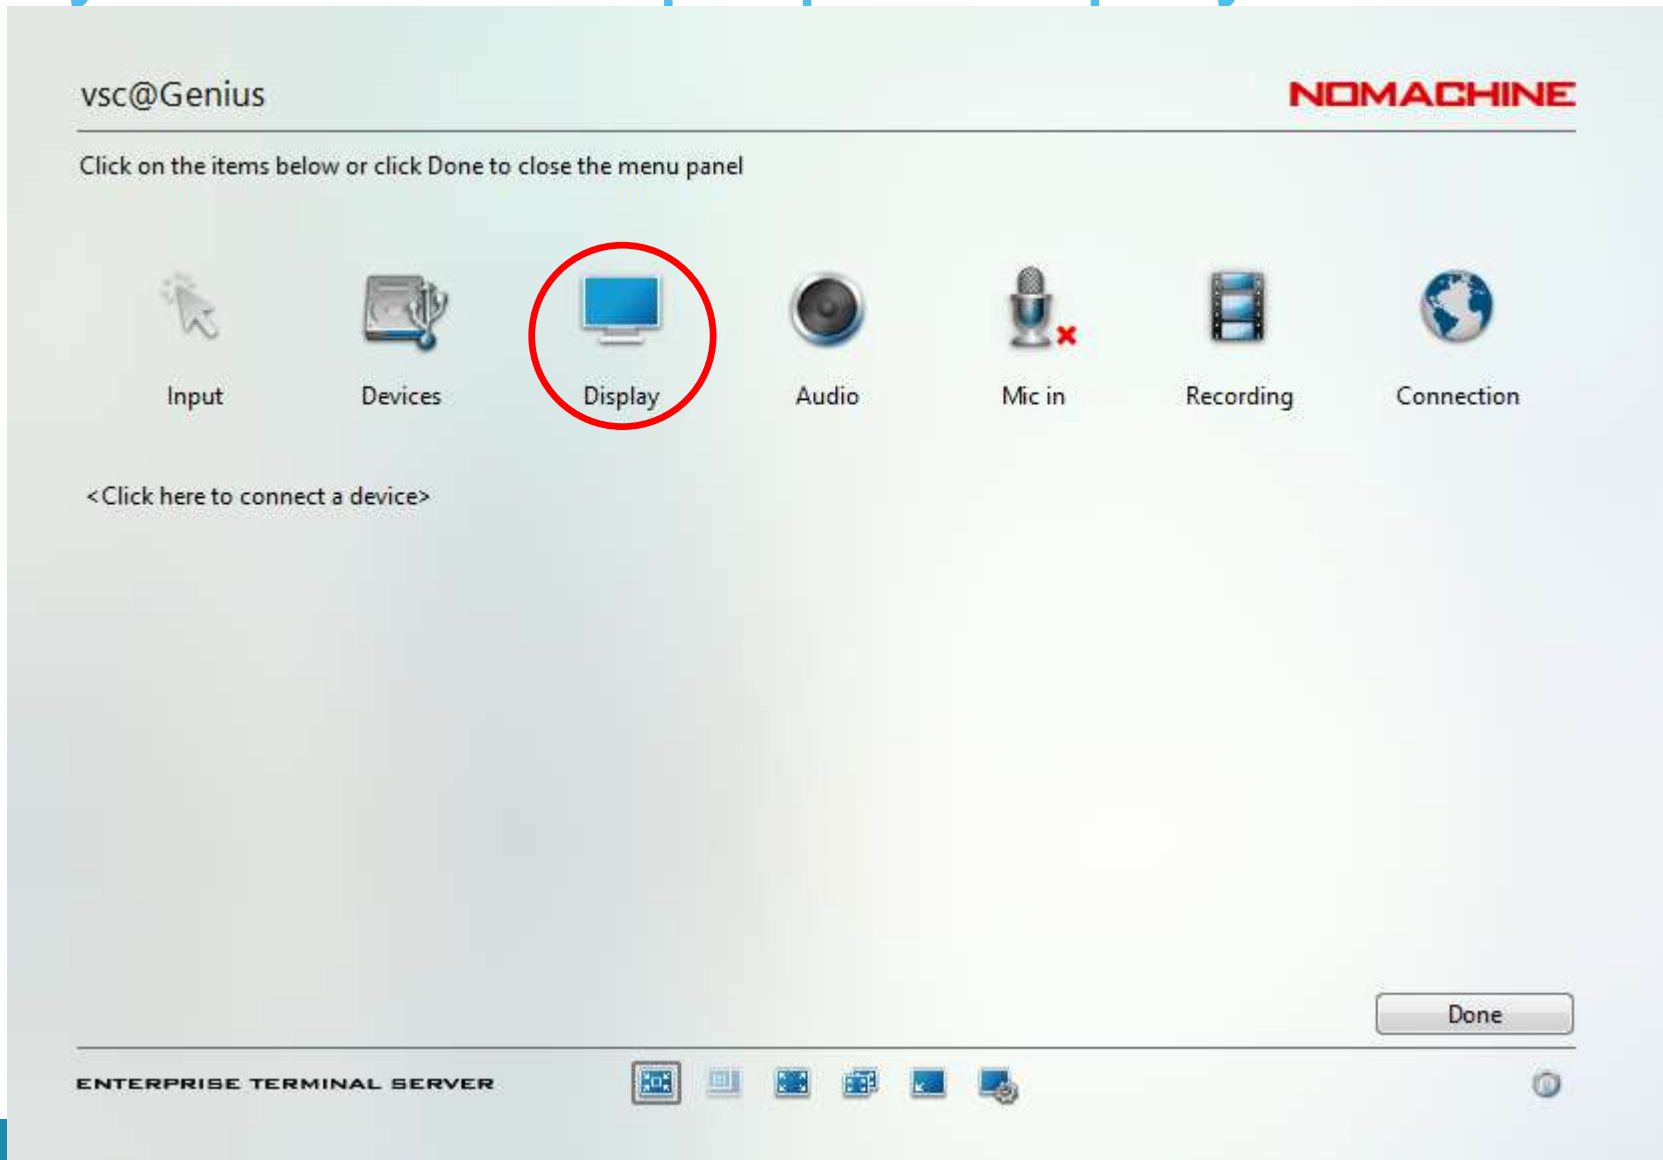 vsc@Genius
NOMACHINE
Click on the items below or click Done to close the menu panel
Input Devices Display Audio Mic in Recording Connection
<Click here to connect a device>
Done
ENTERPRISE TERMINAL SERVER